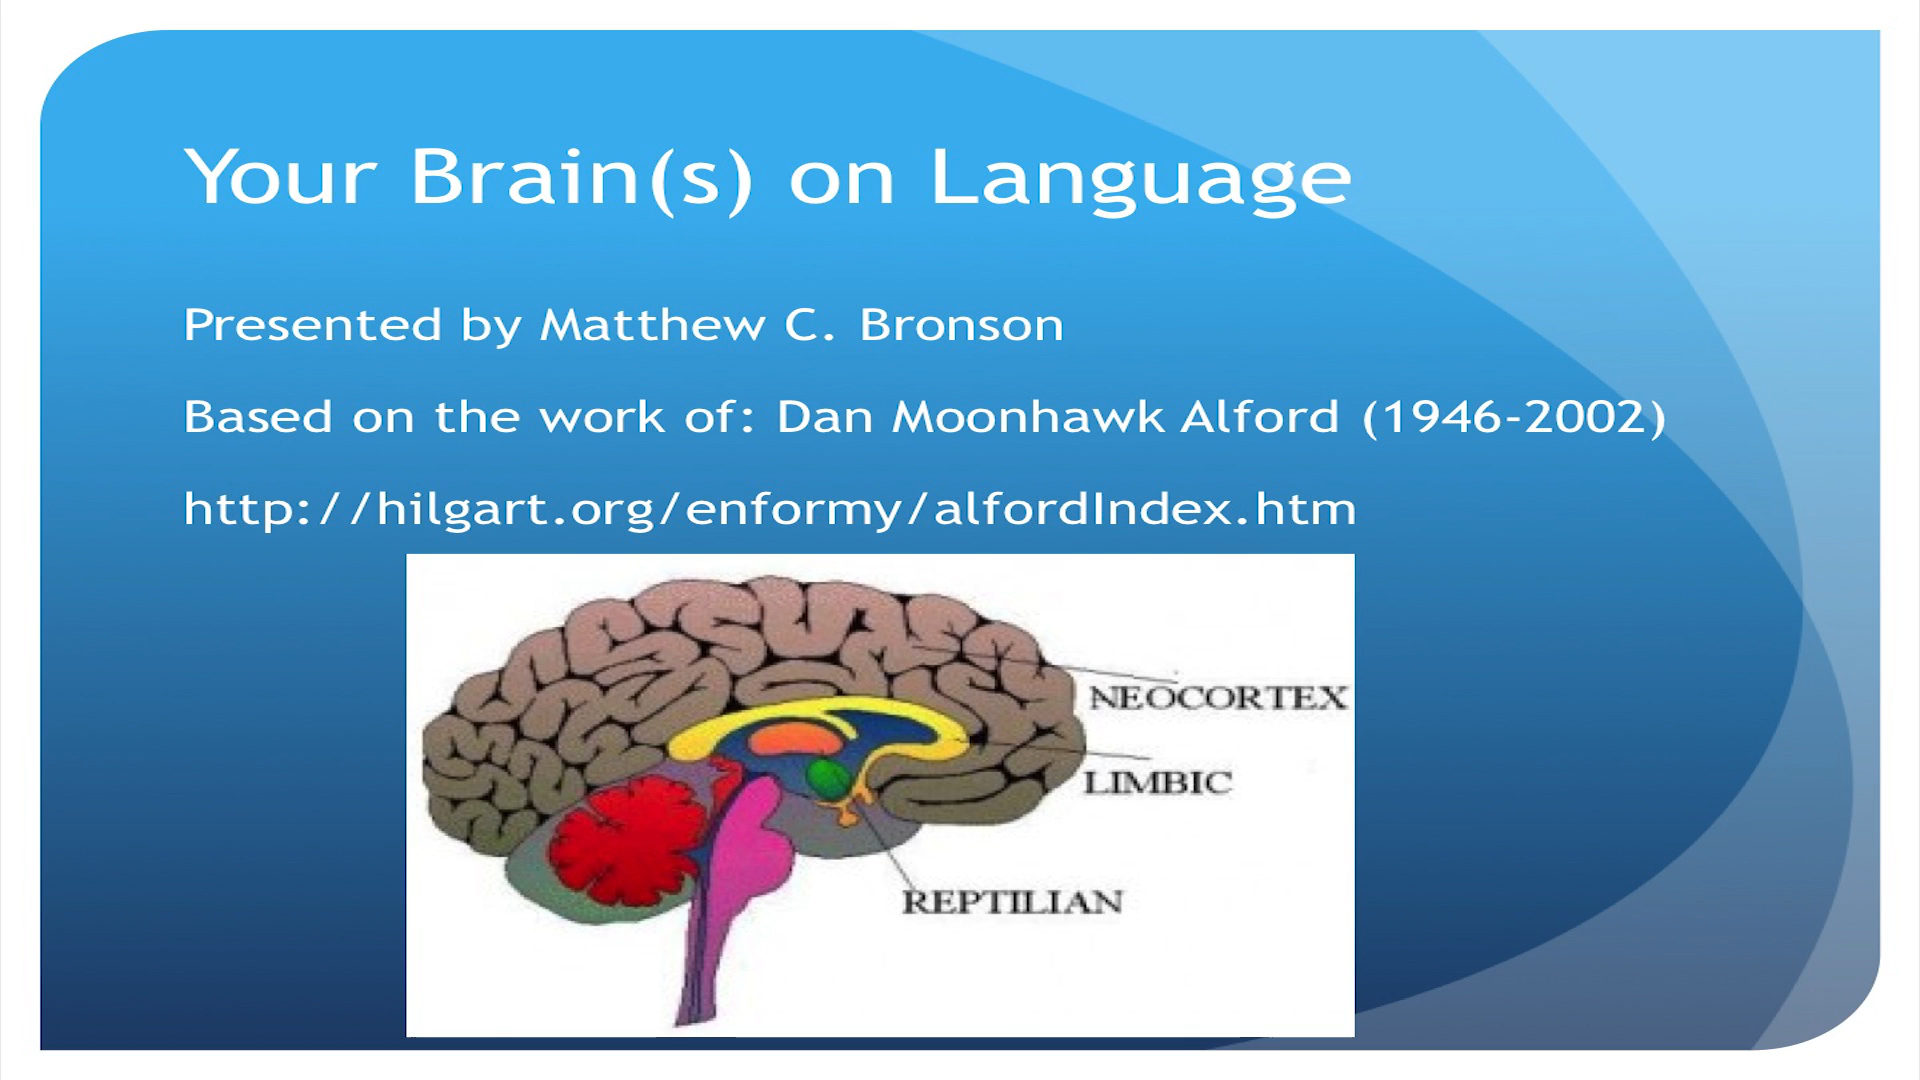 Your Brain(s) on Language
Presented by Matthew C. Bronson
Based on the work of: Dan Moonhawk Alford (1946-2002)
http://hilgart.org/enformy/alfordIndex.htm
NEOCORTEX
LIMBIC
REPTILIAN